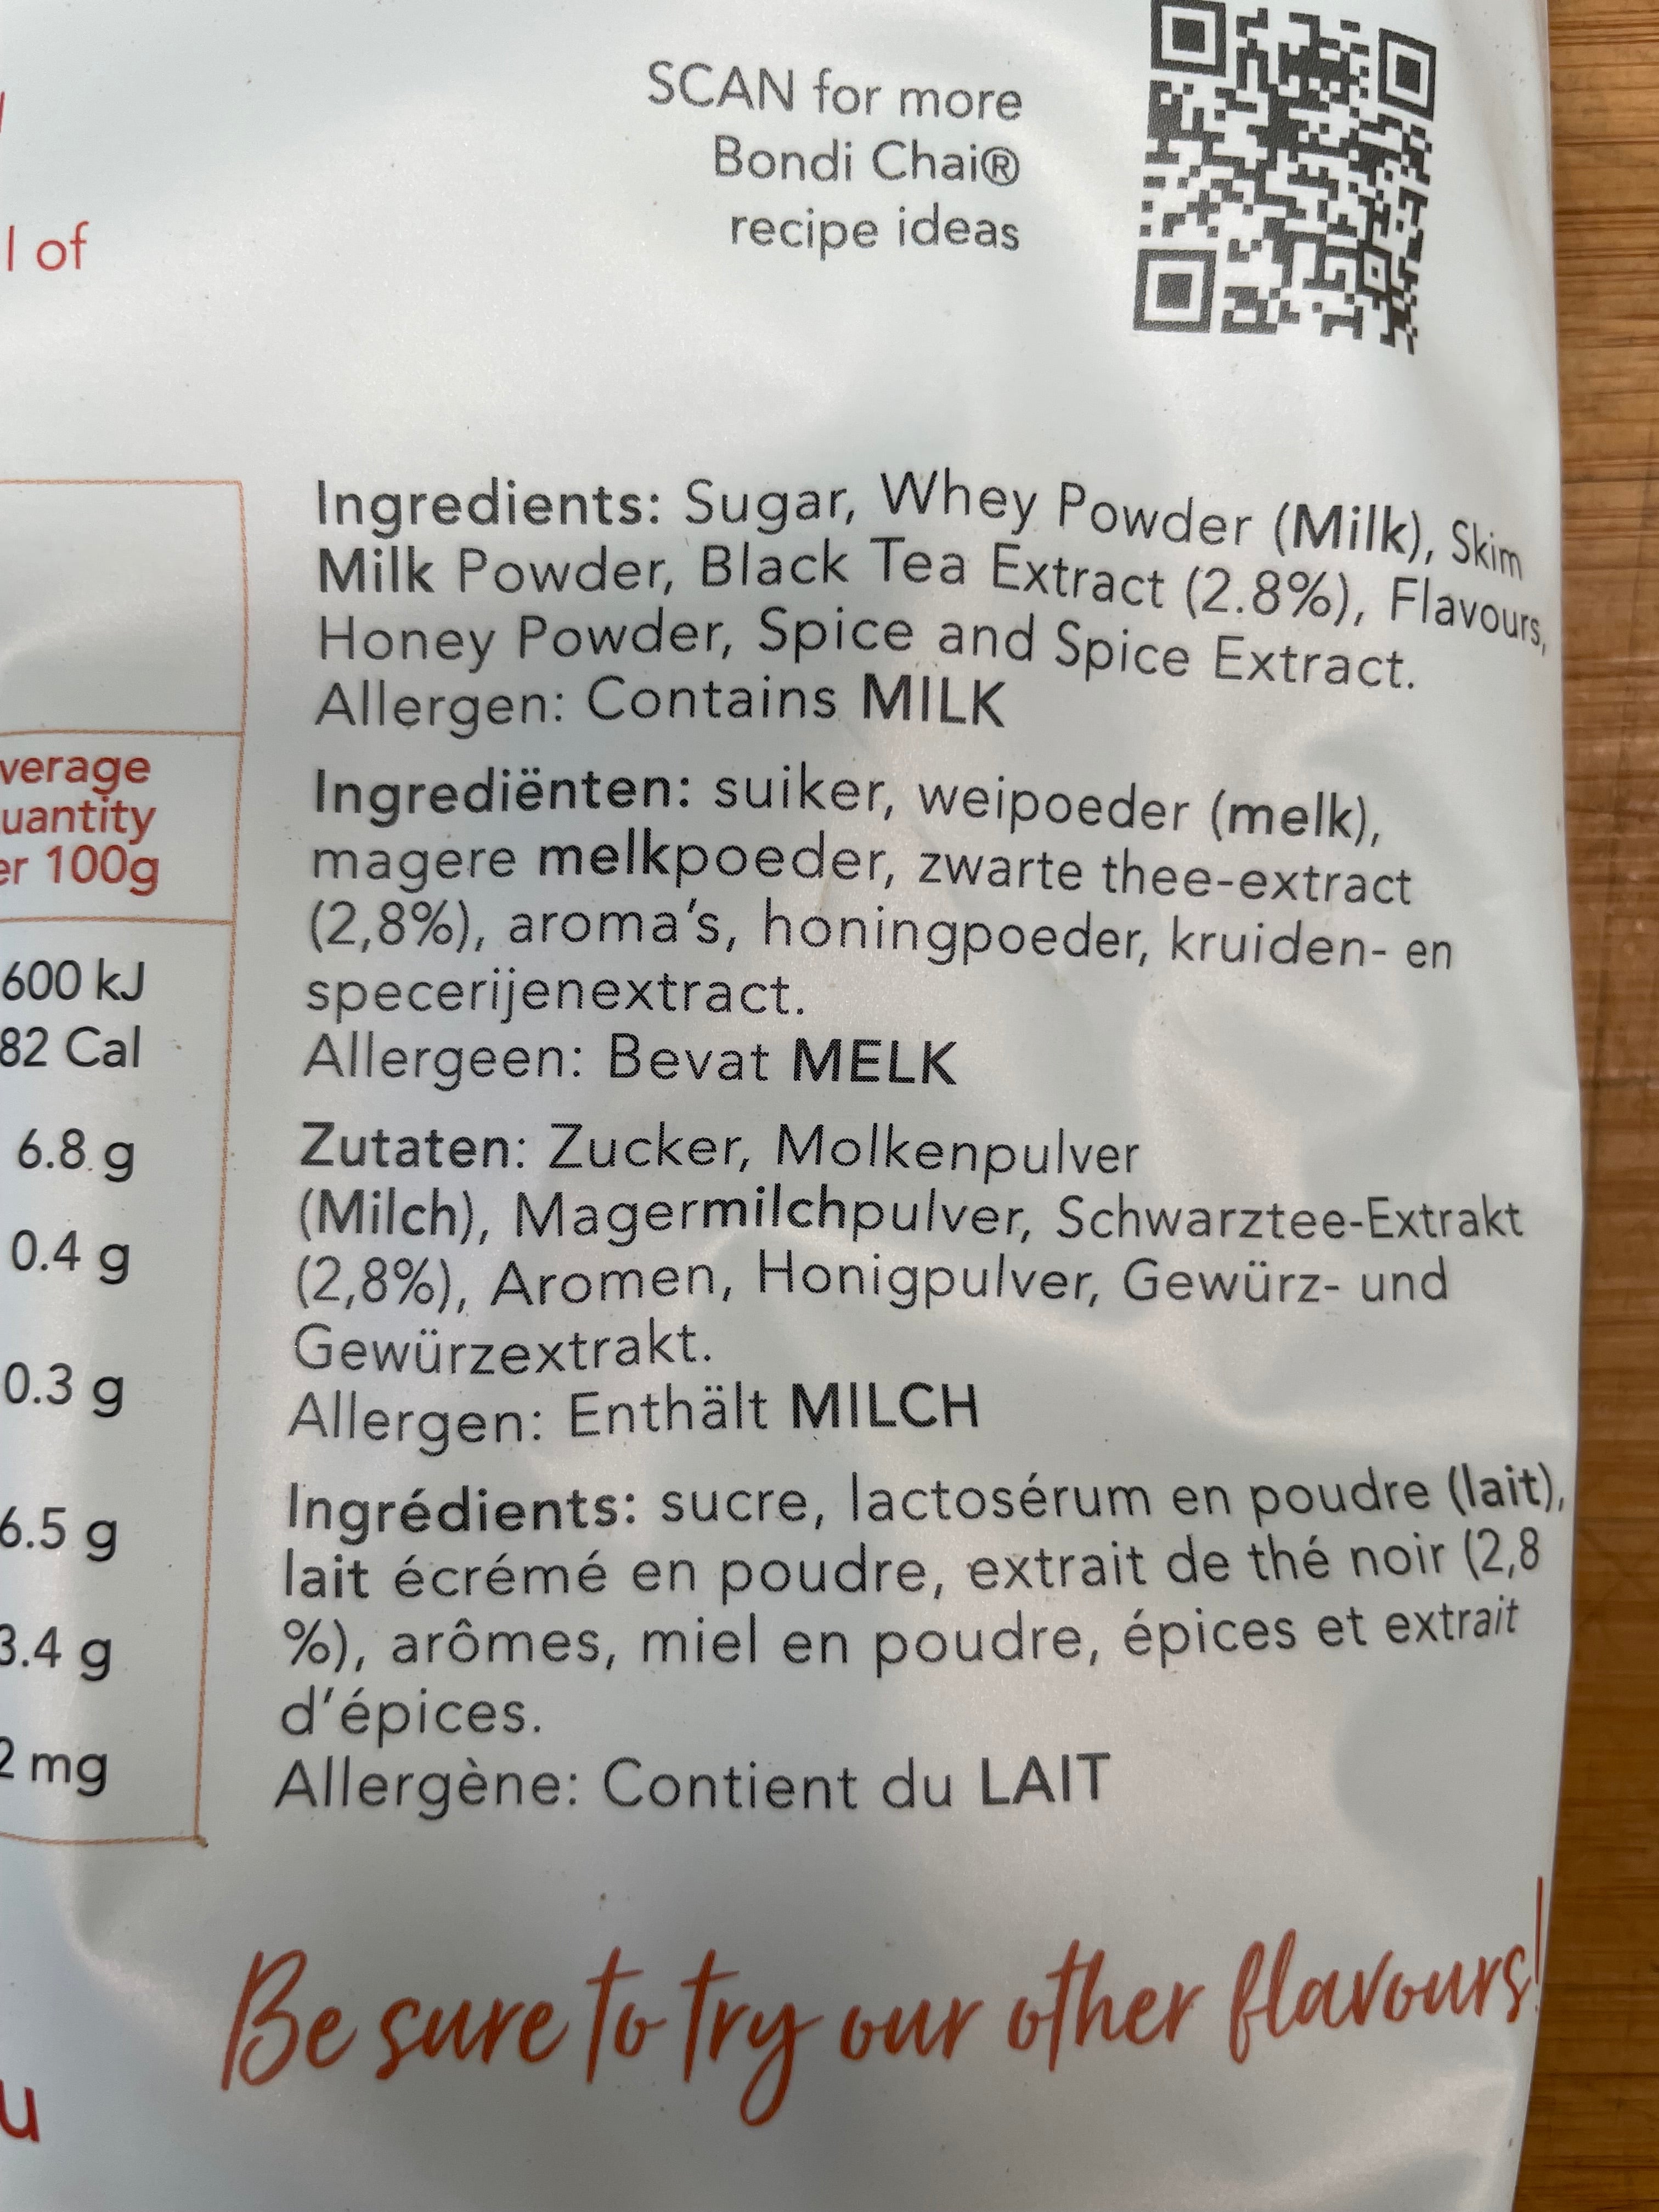 l of
SCAN for more
Bondi Chai®
recipe ideas
verage
uantity
er 100g
600 kJ
82 Cal
6.8 g
0.4 g
0.3 g
6.5 g
3.4 g
2 mg
Ingredients: Sugar, Whey Powder (Milk), Skim
Milk Powder, Black Tea Extract (2.8%), Flavours,
Honey Powder, Spice and Spice Extract.
Allergen: Contains MILK
Ingrediënten: suiker, weipoeder (melk),
magere melkpoeder, zwarte thee-extract
(2,8%), aroma's, honingpoeder, kruiden- en
specerijenextract.
Allergeen: Bevat MELK
Zutaten: Zucker, Molkenpulver
(Milch), Magermilchpulver, Schwarztee-Extrakt
(2,8%), Aromen, Honigpulver, Gewürz- und
Gewürzextrakt.
Allergen: Enthält MILCH
Ingrédients: sucre, lactosérum en poudre (lait),
lait écrémé en poudre, extrait de thé noir (2,8
%), arômes, miel en poudre, épices et extrait
d'épices.
Allergène: Contient du LAIT
Be sure to try our other flavours!
u